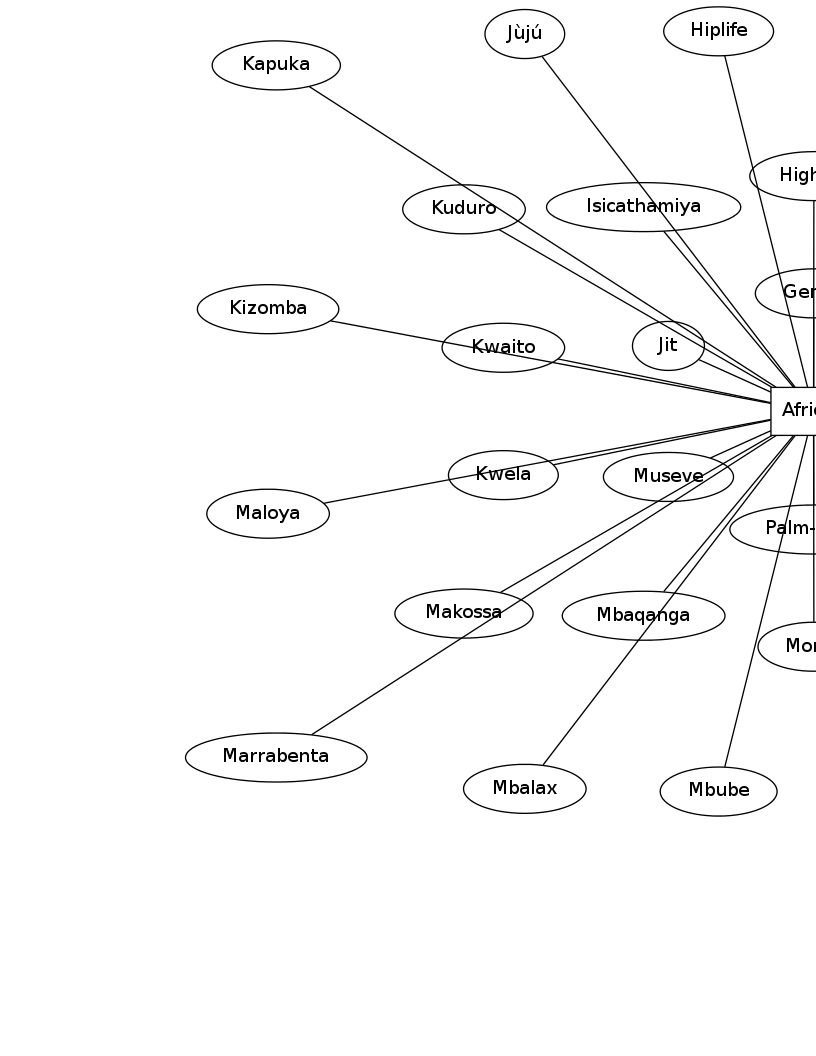 Jùjú
Hiplife
Kapuka
High
Kuduro
Isicathamiya
Gen
Kizomba
Kwaito
Jit
Afri
Kwela
Museve
Maloya
Palm-
Makossa
Mbaqanga
Mor
Marrabenta
Mbalax
Mbube